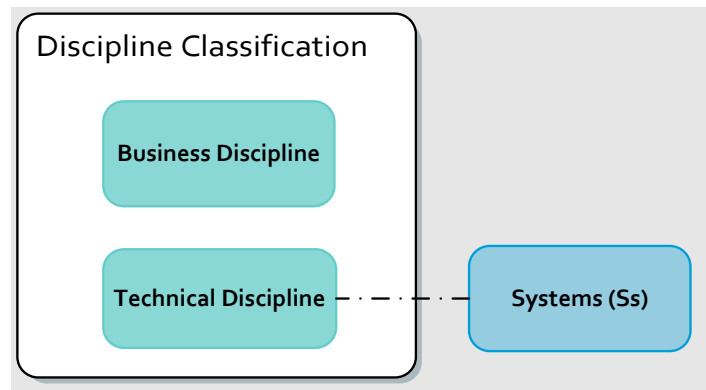 Discipline Classification
Business Discipline
Technical Discipline
Systems (Ss)